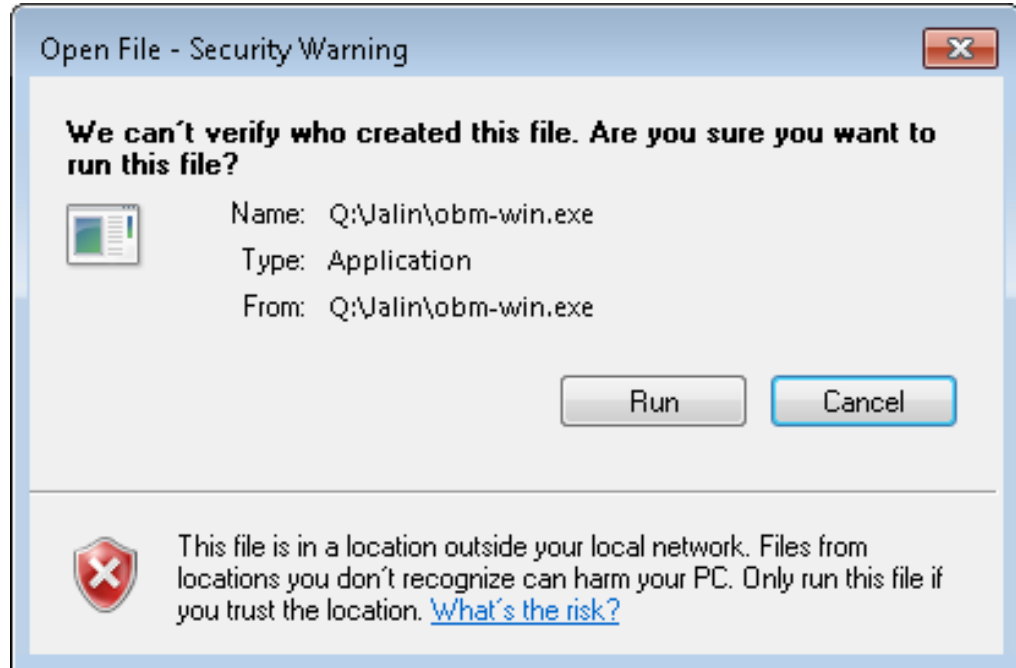 Open File - Security Warning
We can´t verify who created this file. Are you sure you want to
run this file?
Name: Q:\Jalin\obm-win.exe
Type: Application
From: Q:\Jalin\obm-win.exe
Run Cancel
This file is in a location outside your local network. Files from
locations you don´t recognize can harm your PC. Only run this file if
you trust the location. What´s the risk?